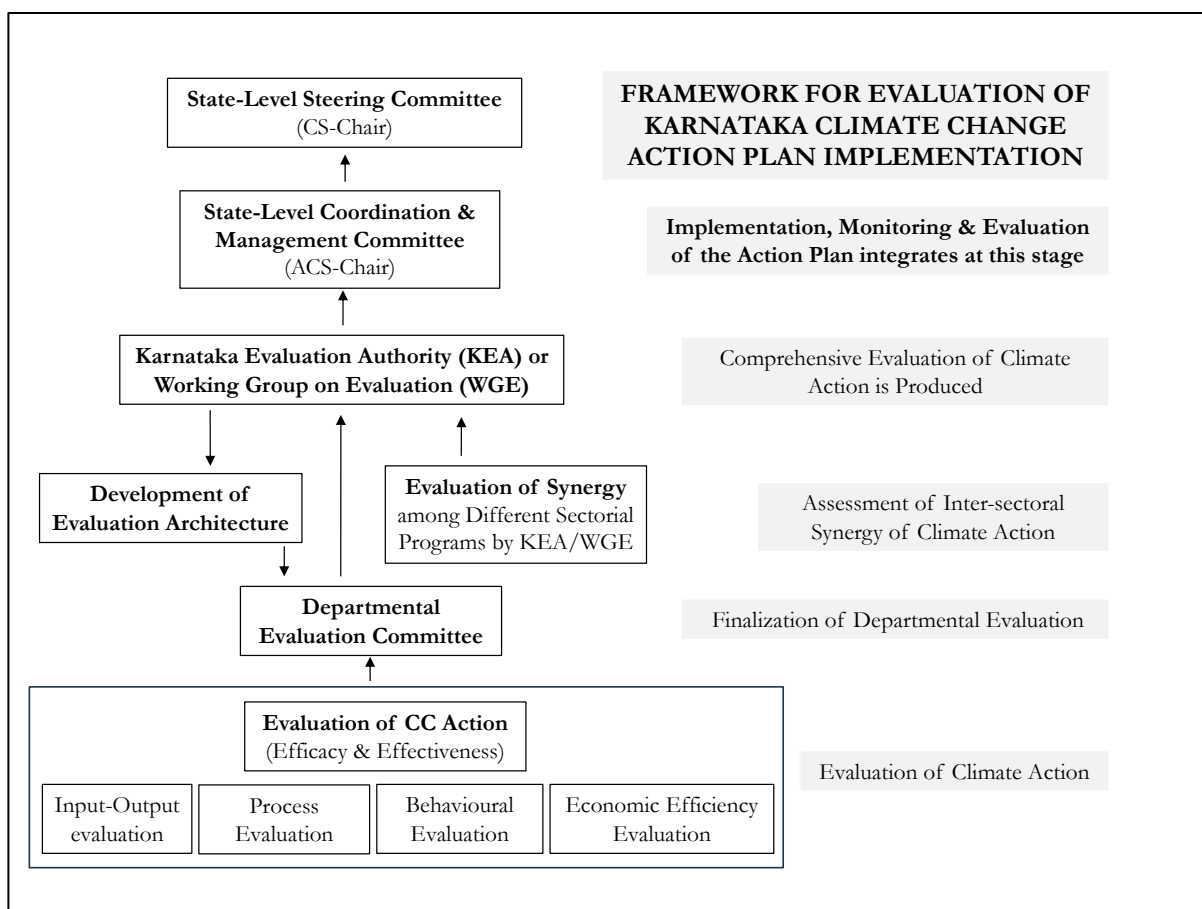 State-Level Steering Committee
(CS-Chair)
FRAMEWORK FOR EVALUATION OF
KARNATAKA CLIMATE CHANGE
ACTION PLAN IMPLEMENTATION
State-Level Coordination &
Management Committee
(ACS-Chair)
Implementation, Monitoring & Evaluation
of the Action Plan integrates at this stage
Karnataka Evaluation Authority (KEA) or
Working Group on Evaluation (WGE)
Comprehensive Evaluation of Climate
Action is Produced
Development of
Evaluation Architecture
Evaluation of Synergy
among Different Sectorial
Programs by KEA/WGE
Assessment of Inter-sectoral
Synergy of Climate Action
Departmental
Evaluation Committee
Finalization of Departmental Evaluation
Evaluation of CC Action
(Efficacy & Effectiveness)
Evaluation of Climate Action
Input-Output
evaluation
Process
Evaluation
Behavioural
Evaluation
Economic Efficiency
Evaluation